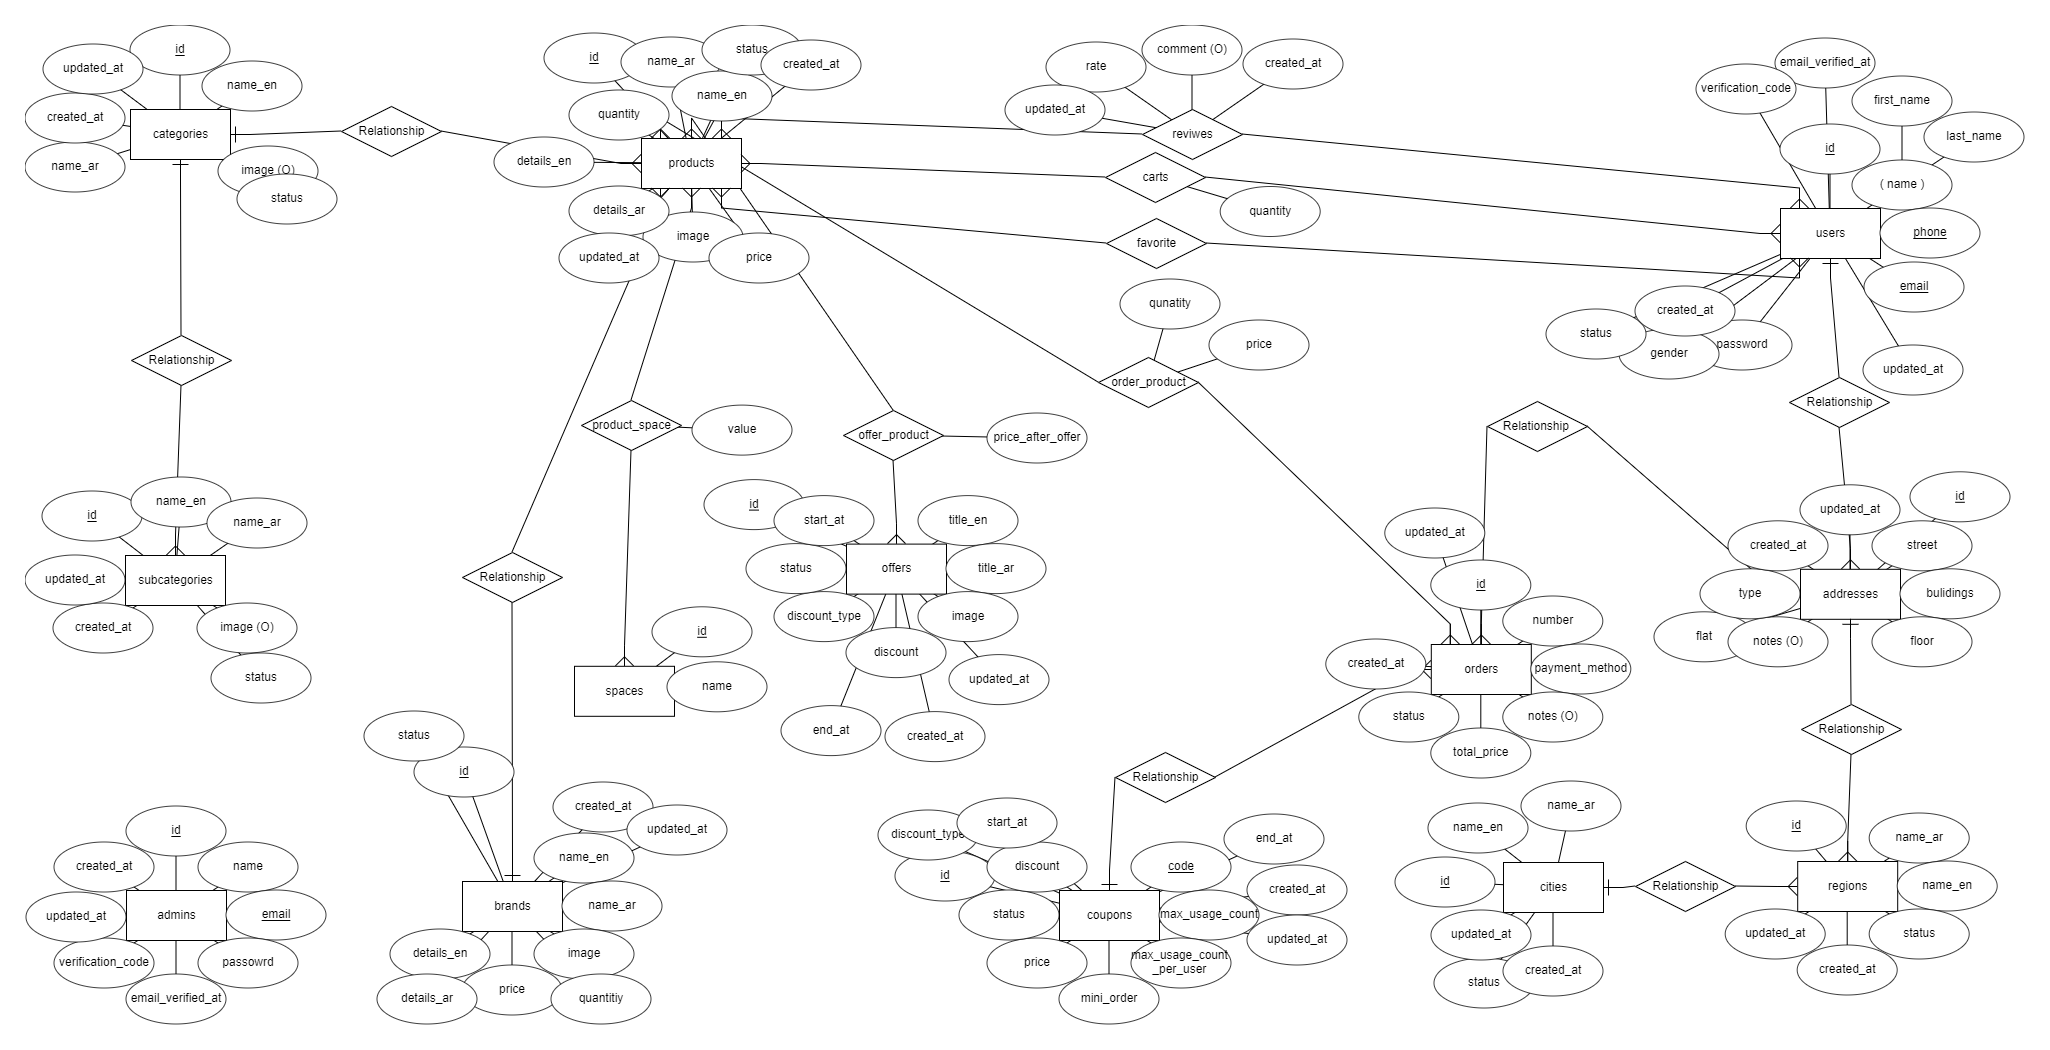 id
updated_at
name_en
created_at
categories
name_ar
image (O)
status
Relationship
id
name_ar
status
created_at
name_en
quantity
details_en
products
details_ar
image
updated_at
price
comment (O)
rate
created_at
updated_at
reviwes
carts
quantity
favorite
email_verified_at
verification_code
first_name
last_name
id
( name )
users
phone
email
created_at
status
gender
password
updated_at
Relationship
qunatity
price
order_product
Relationship
product_space
value
offer_product
price_after_offer
Relationship
Relationship
id
name_en
name_ar
updated_at
subcategories
created_at
image (O)
status
Relationship
id
start_at
title_en
status
offers
title_ar
discount_type
image
discount
updated_at
end_at
created_at
id
spaces
name
updated_at
id
number
created_at
orders
payment_method
status
notes (O)
total_price
id
updated_at
created_at
street
type
addresses
bulidings
flat
notes (O)
floor
Relationship
status
id
created_at
updated_at
name_en
brands
name_ar
details_en
image
details_ar
price
quantitiy
id
created_at
name
updated_at
admins
email
verification_code
passowrd
email_verified_at
Relationship
discount_type
start_at
end_at
id
discount
code
created_at
status
coupons
max_usage_count
updated_at
price
max_usage_count
_per_user
mini_order
name_ar
name_en
id
cities
updated_at
status
created_at
Relationship
id
name_ar
regions
name_en
updated_at
status
created_at